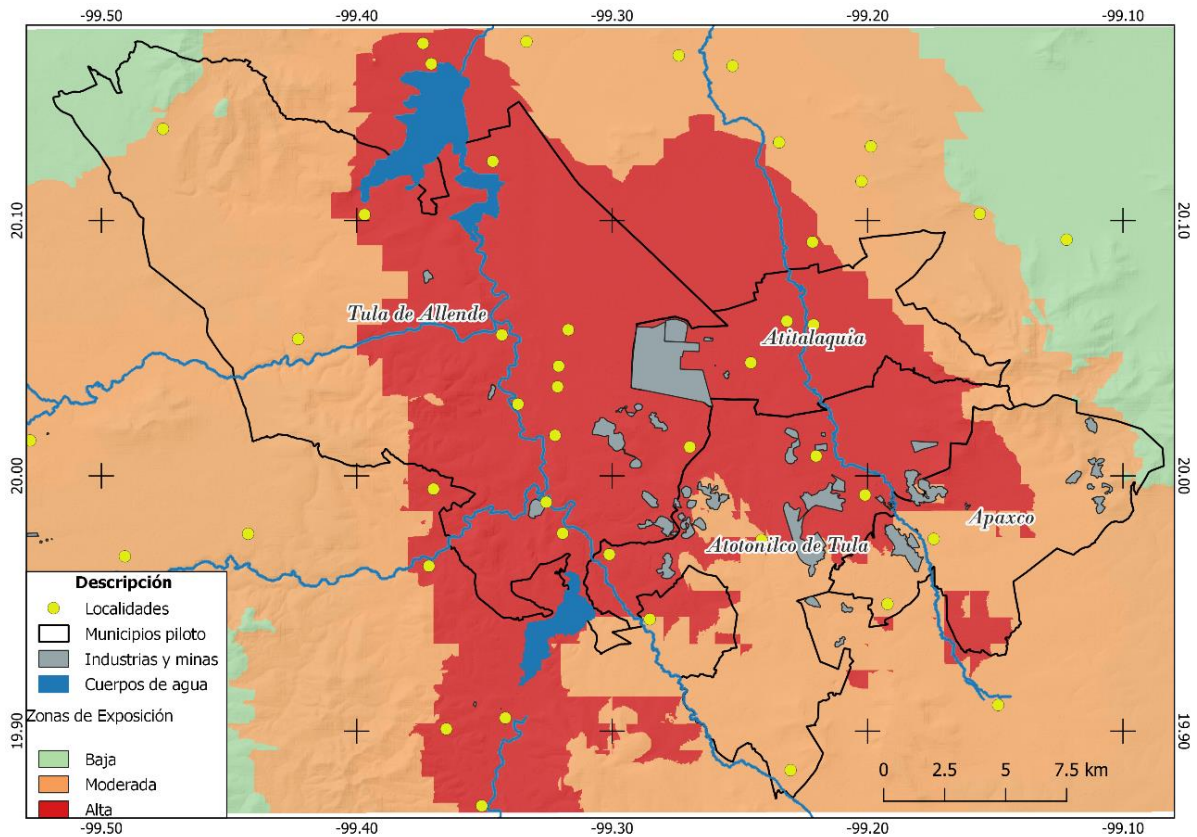 -99.50 -99.40 -99.30 -99.20 -99.10
20.10 20.10
Tula de Allende
Atitalaquia
20.00 20.00
Apaxco
Atotonilco de Tula
Descripción
Localidades
Municipios piloto
Industrias y minas
Cuerpos de agua
Zonas de Exposición
19.90 19.90
Baja
Moderada
Alta
0 2.5 5 7.5 km
-99.50 -99.40 -99.30 -99.20 -99.10